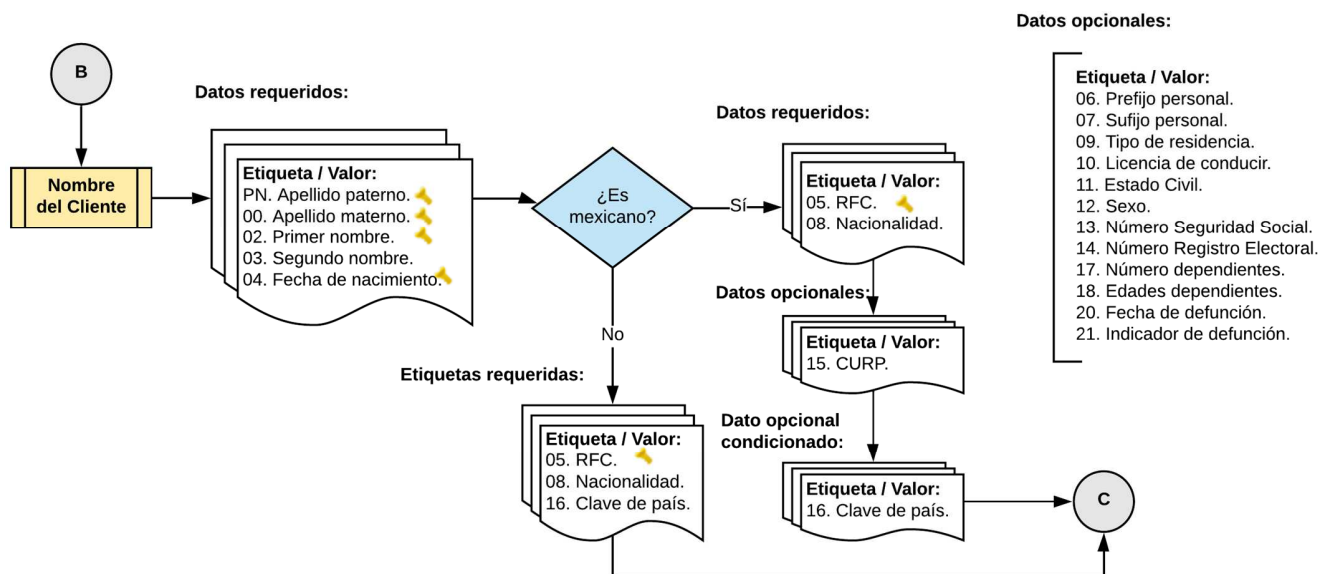 B
Nombre
del Cliente
Datos requeridos:
Etiqueta / Valor:
PN. Apellido paterno.
00. Apellido materno.
02. Primer nombre.
03. Segundo nombre.
04. Fecha de nacimiento.
¿Es
mexicano?
Sí
No
Datos requeridos:
Etiqueta / Valor:
05. RFC.
08. Nacionalidad.
Datos opcionales:
Etiqueta / Valor:
15. CURP.
Dato opcional
condicionado:
Etiqueta / Valor:
16. Clave de país.
Etiquetas requeridas:
Etiqueta / Valor:
05. RFC.
08. Nacionalidad.
16. Clave de país.
C
Datos opcionales:
Etiqueta / Valor:
06. Prefijo personal.
07. Sufijo personal.
09. Tipo de residencia.
10. Licencia de conducir.
11. Estado Civil.
12. Sexo.
13. Número Seguridad Social.
14. Número Registro Electoral.
17. Número dependientes.
18. Edades dependientes.
20. Fecha de defunción.
21. Indicador de defunción.